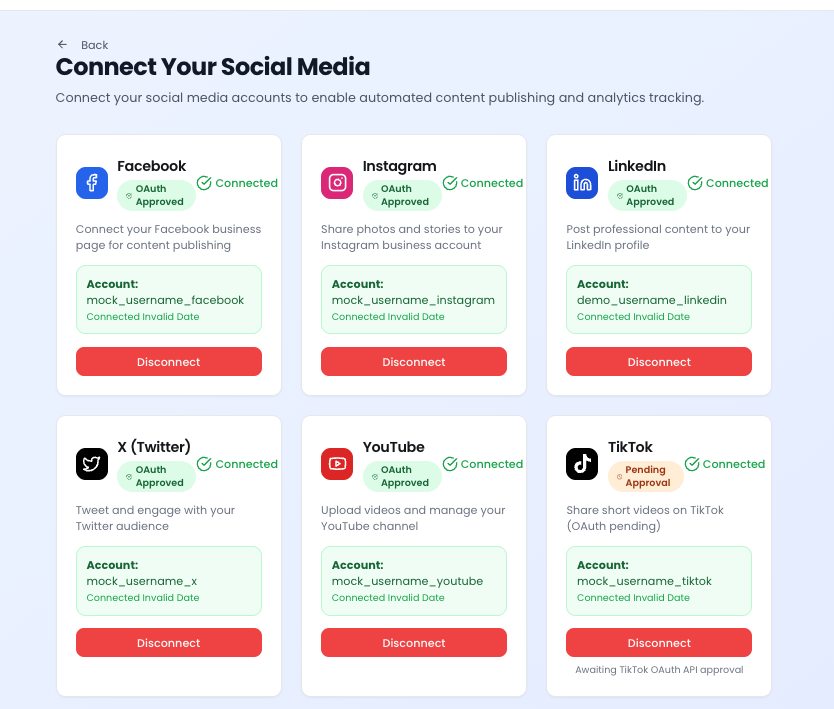 Back
Connect Your Social Media
Connect your social media accounts to enable automated content publishing and analytics tracking.
Facebook
OAuth
Approved
Connected
Connect your Facebook business
page for content publishing
Account:
mock_username_facebook
Connected Invalid Date
Disconnect
Instagram
OAuth
Approved
Connected
Share photos and stories to your
Instagram business account
Account:
mock_username_instagram
Connected Invalid Date
Disconnect
LinkedIn
OAuth
Approved
Connected
Post professional content to your
LinkedIn profile
Account:
demo_username_linkedin
Connected Invalid Date
Disconnect
X (Twitter)
OAuth
Approved
Connected
Tweet and engage with your
Twitter audience
Account:
mock_username_x
Connected Invalid Date
Disconnect
YouTube
OAuth
Approved
Connected
Upload videos and manage your
YouTube channel
Account:
mock_username_youtube
Connected Invalid Date
Disconnect
TikTok
Pending
Approval
Connected
Share short videos on TikTok
(OAuth pending)
Account:
mock_username_tiktok
Connected Invalid Date
Disconnect
Awaiting TikTok OAuth API approval